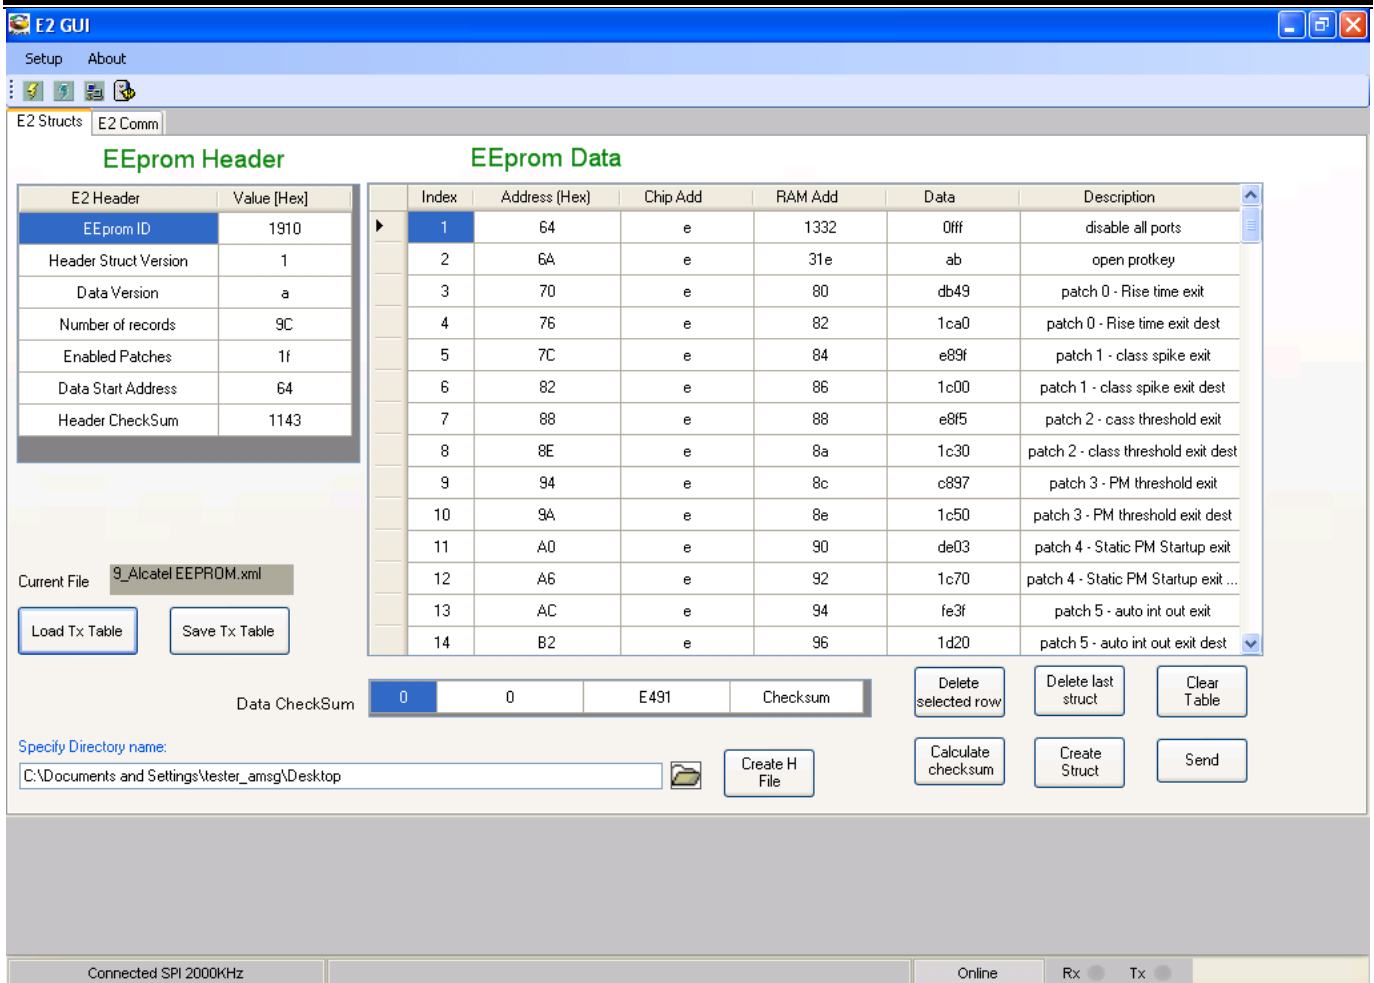 E2 GUI
Setup About
E2 Structs E2 Comm
EEprom Header EEprom Data
E2 Header Value [Hex]
EEprom ID 1910
Header Struct Version 1
Data Version a
Number of records 9C
Enabled Patches 1f
Data Start Address 64
Header CheckSum 1143
Index Address (Hex) Chip Add RAM Add Data Description
1 64 e 1332 0fff disable all ports
2 6A e 31e ab open protkey
3 70 e 80 db49 patch 0 - Rise time exit
4 76 e 82 1ca0 patch 0 - Rise time exit dest
5 7C e 84 e89f patch 1 - class spike exit
6 82 e 86 1c00 patch 1 - class spike exit dest
7 88 e 88 e8f5 patch 2 - cass threshold exit
8 8E e 8a 1c30 patch 2 - class threshold exit dest
9 94 e 8c c897 patch 3 - PM threshold exit
10 9A e 8e 1c50 patch 3 - PM threshold exit dest
11 A0 e 90 de03 patch 4 - Static PM Startup exit
12 A6 e 92 1c70 patch 4 - Static PM Startup exit ...
13 AC e 94 fe3f patch 5 - auto int out exit
14 B2 e 96 1d20 patch 5 - auto int out exit dest
Current File 9_Alcatel EEPROM.xml
Load Tx Table Save Tx Table
Data CheckSum 0 0 E491 Checksum
Delete
selected row
Delete last
struct
Clear
Table
Specify Directory name:
C:\Documents and Settings\tester_amsg\Desktop
Create H
File
Calculate
checksum
Create
Struct
Send
Connected SPI 2000KHz Online Rx Tx